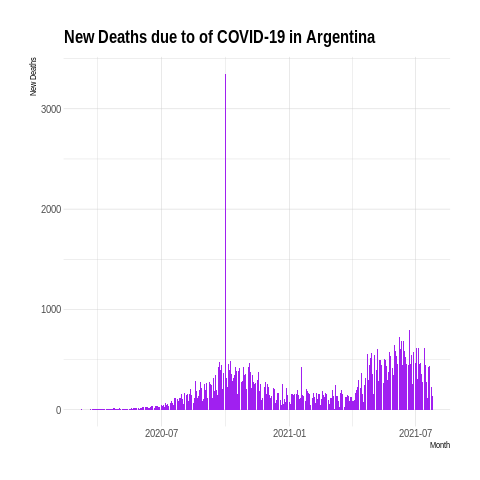 New Deaths due to of COVID-19 in Argentina
New Deaths
3000
2000
1000
0
2020-07
2021-01
2021-07
Month